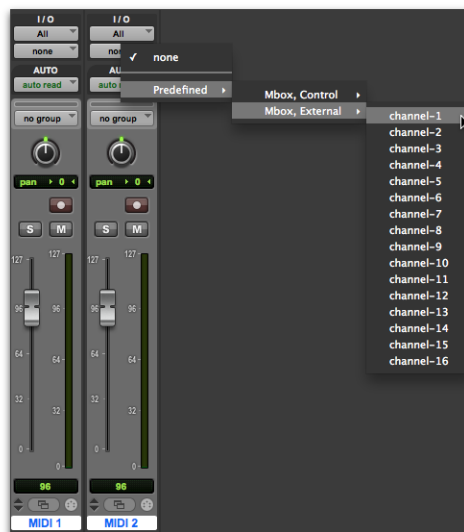 I/O
All
none
AUTO
auto read
no group
pan 0
S M
127 127
96 96
64 64
32 32
0 0
96
MIDI 1
I/O
All
AU
no group
pan 0
S M
127 127
96 96
64 64
32 32
0 0
96
MIDI 2
✓ none
Predefined
Mbox, Control
Mbox, External
channel-1
channel-2
channel-3
channel-4
channel-5
channel-6
channel-7
channel-8
channel-9
channel-10
channel-11
channel-12
channel-13
channel-14
channel-15
channel-16